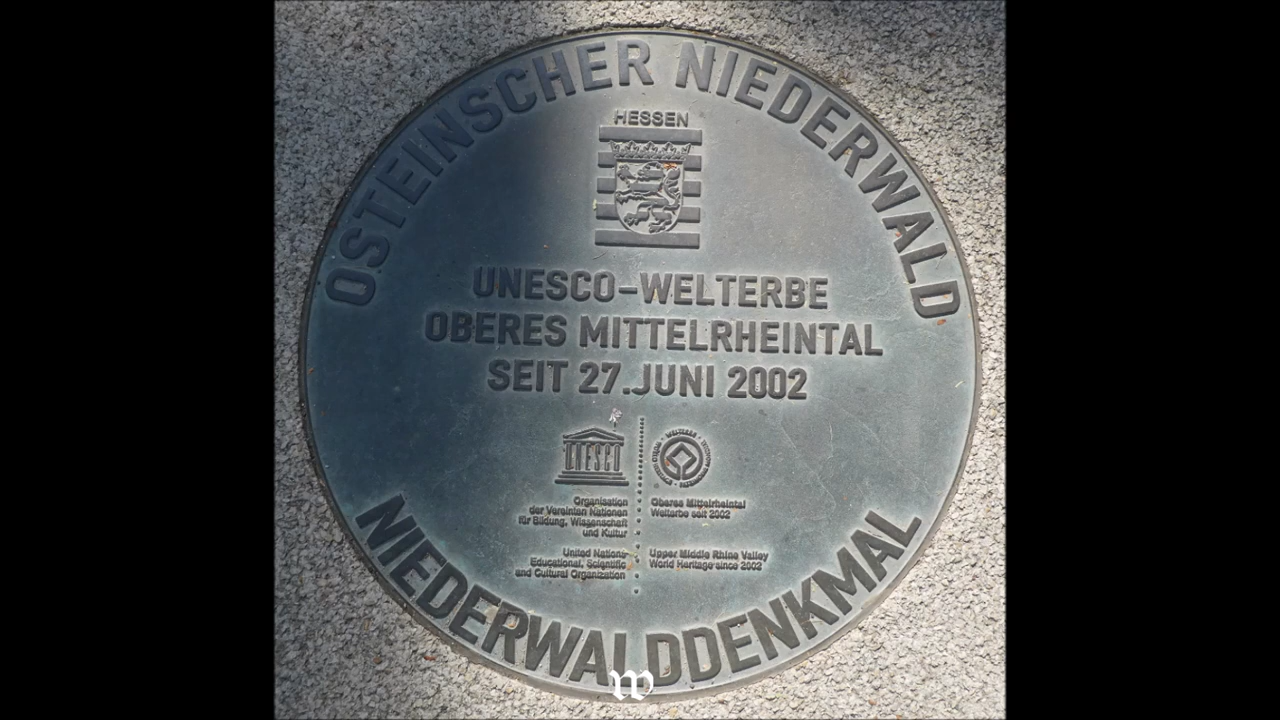 OSTEINSCHER NIEDERWALD
HESSEN
UNESCO-WELTERBE
OBERES MITTELRHEINTAL
SEIT 27.JUNI 2002
UNESCO
Organisation
der Vereinten Nationen
für Bildung, Wissenschaft
und Kultur
Oberes Mittelrheintal
Welterbe seit 2002
United Nations
Educational, Scientific
and Cultural Organization
Upper Middle Rhine Valley
World Heritage since 2002
NIEDERWALDDENKMAL
W